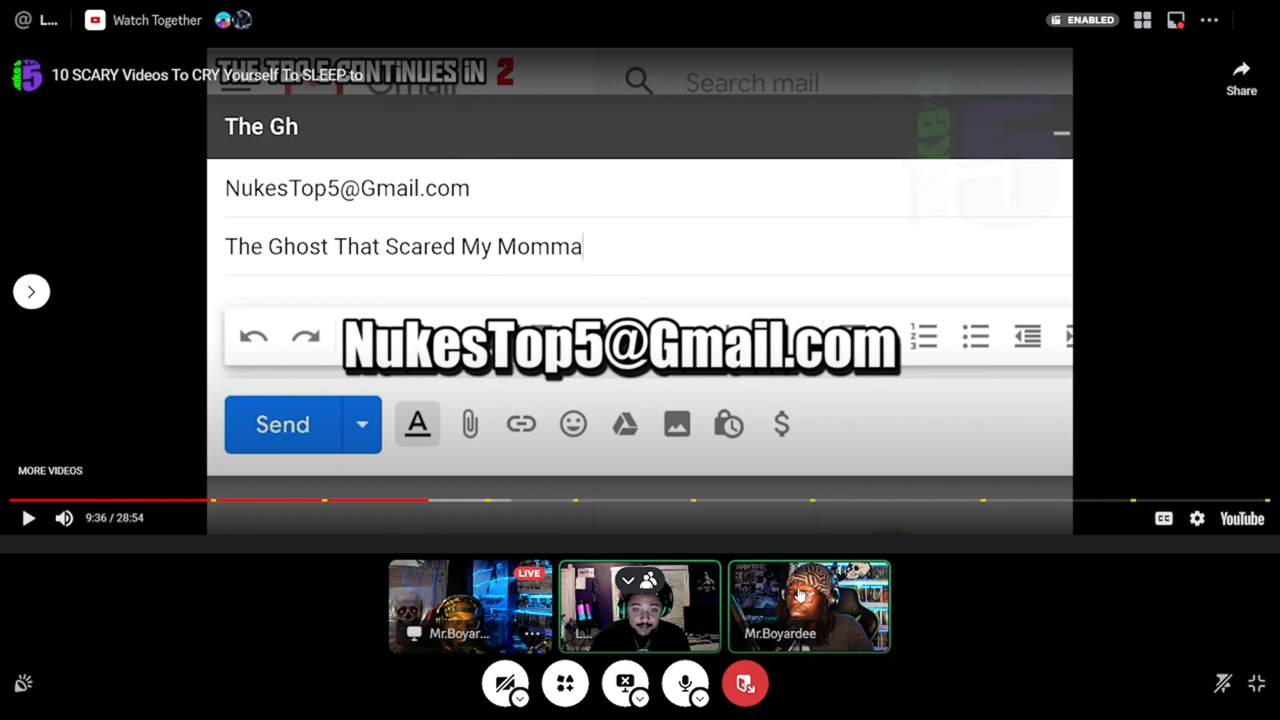 L...
Watch Together
ENABLED
10 SCARY Videos To CRY Yourself To SLEEP to
THE TOP 5 CONTINUES IN 2
Gmail
Search mail
Share
The Gh
NukesTop5@Gmail.com
The Ghost That Scared My Momma
NukesTop5@Gmail.com
Send
MORE VIDEOS
9:36 / 28:54
CC
YouTube
LIVE
Mr.Boyar...
L...
Mr.Boyardee